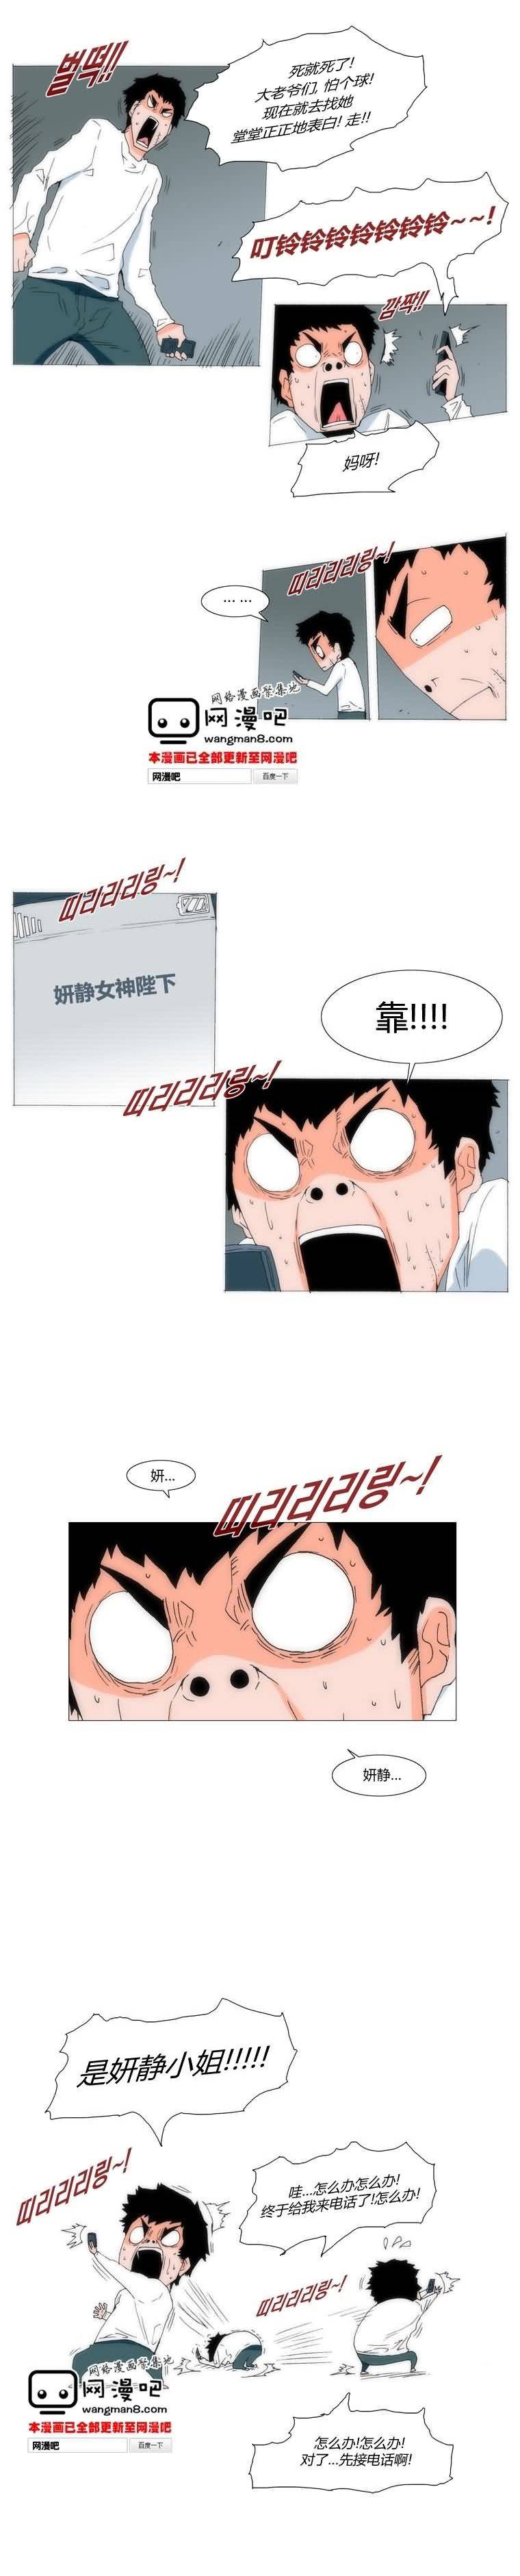 벌떡!!
死就死了!
大老爷们, 怕个球!
现在就去找她
堂堂正正地表白! 走!!
叮铃铃铃铃铃铃铃~~!
깜짝!!
妈呀!
띠리리리링~!
... ...
网络漫画聚集地
网漫吧
wangman8.com
本漫画已全部更新至网漫吧
网漫吧
百度一下
띠리리리링~!
妍静女神陛下
靠!!!!
띠리리리링~!
妍...
띠리리리링~!
妍静...
是妍静小姐!!!!!
띠리리리링~!
哇...怎么办怎么办!
终于给我来电话了!怎么办!
띠리리리링~!
网络漫画聚集地
网漫吧
wangman8.com
本漫画已全部更新至网漫吧
网漫吧
百度一下
怎么办!怎么办!
对了...先接电话啊!